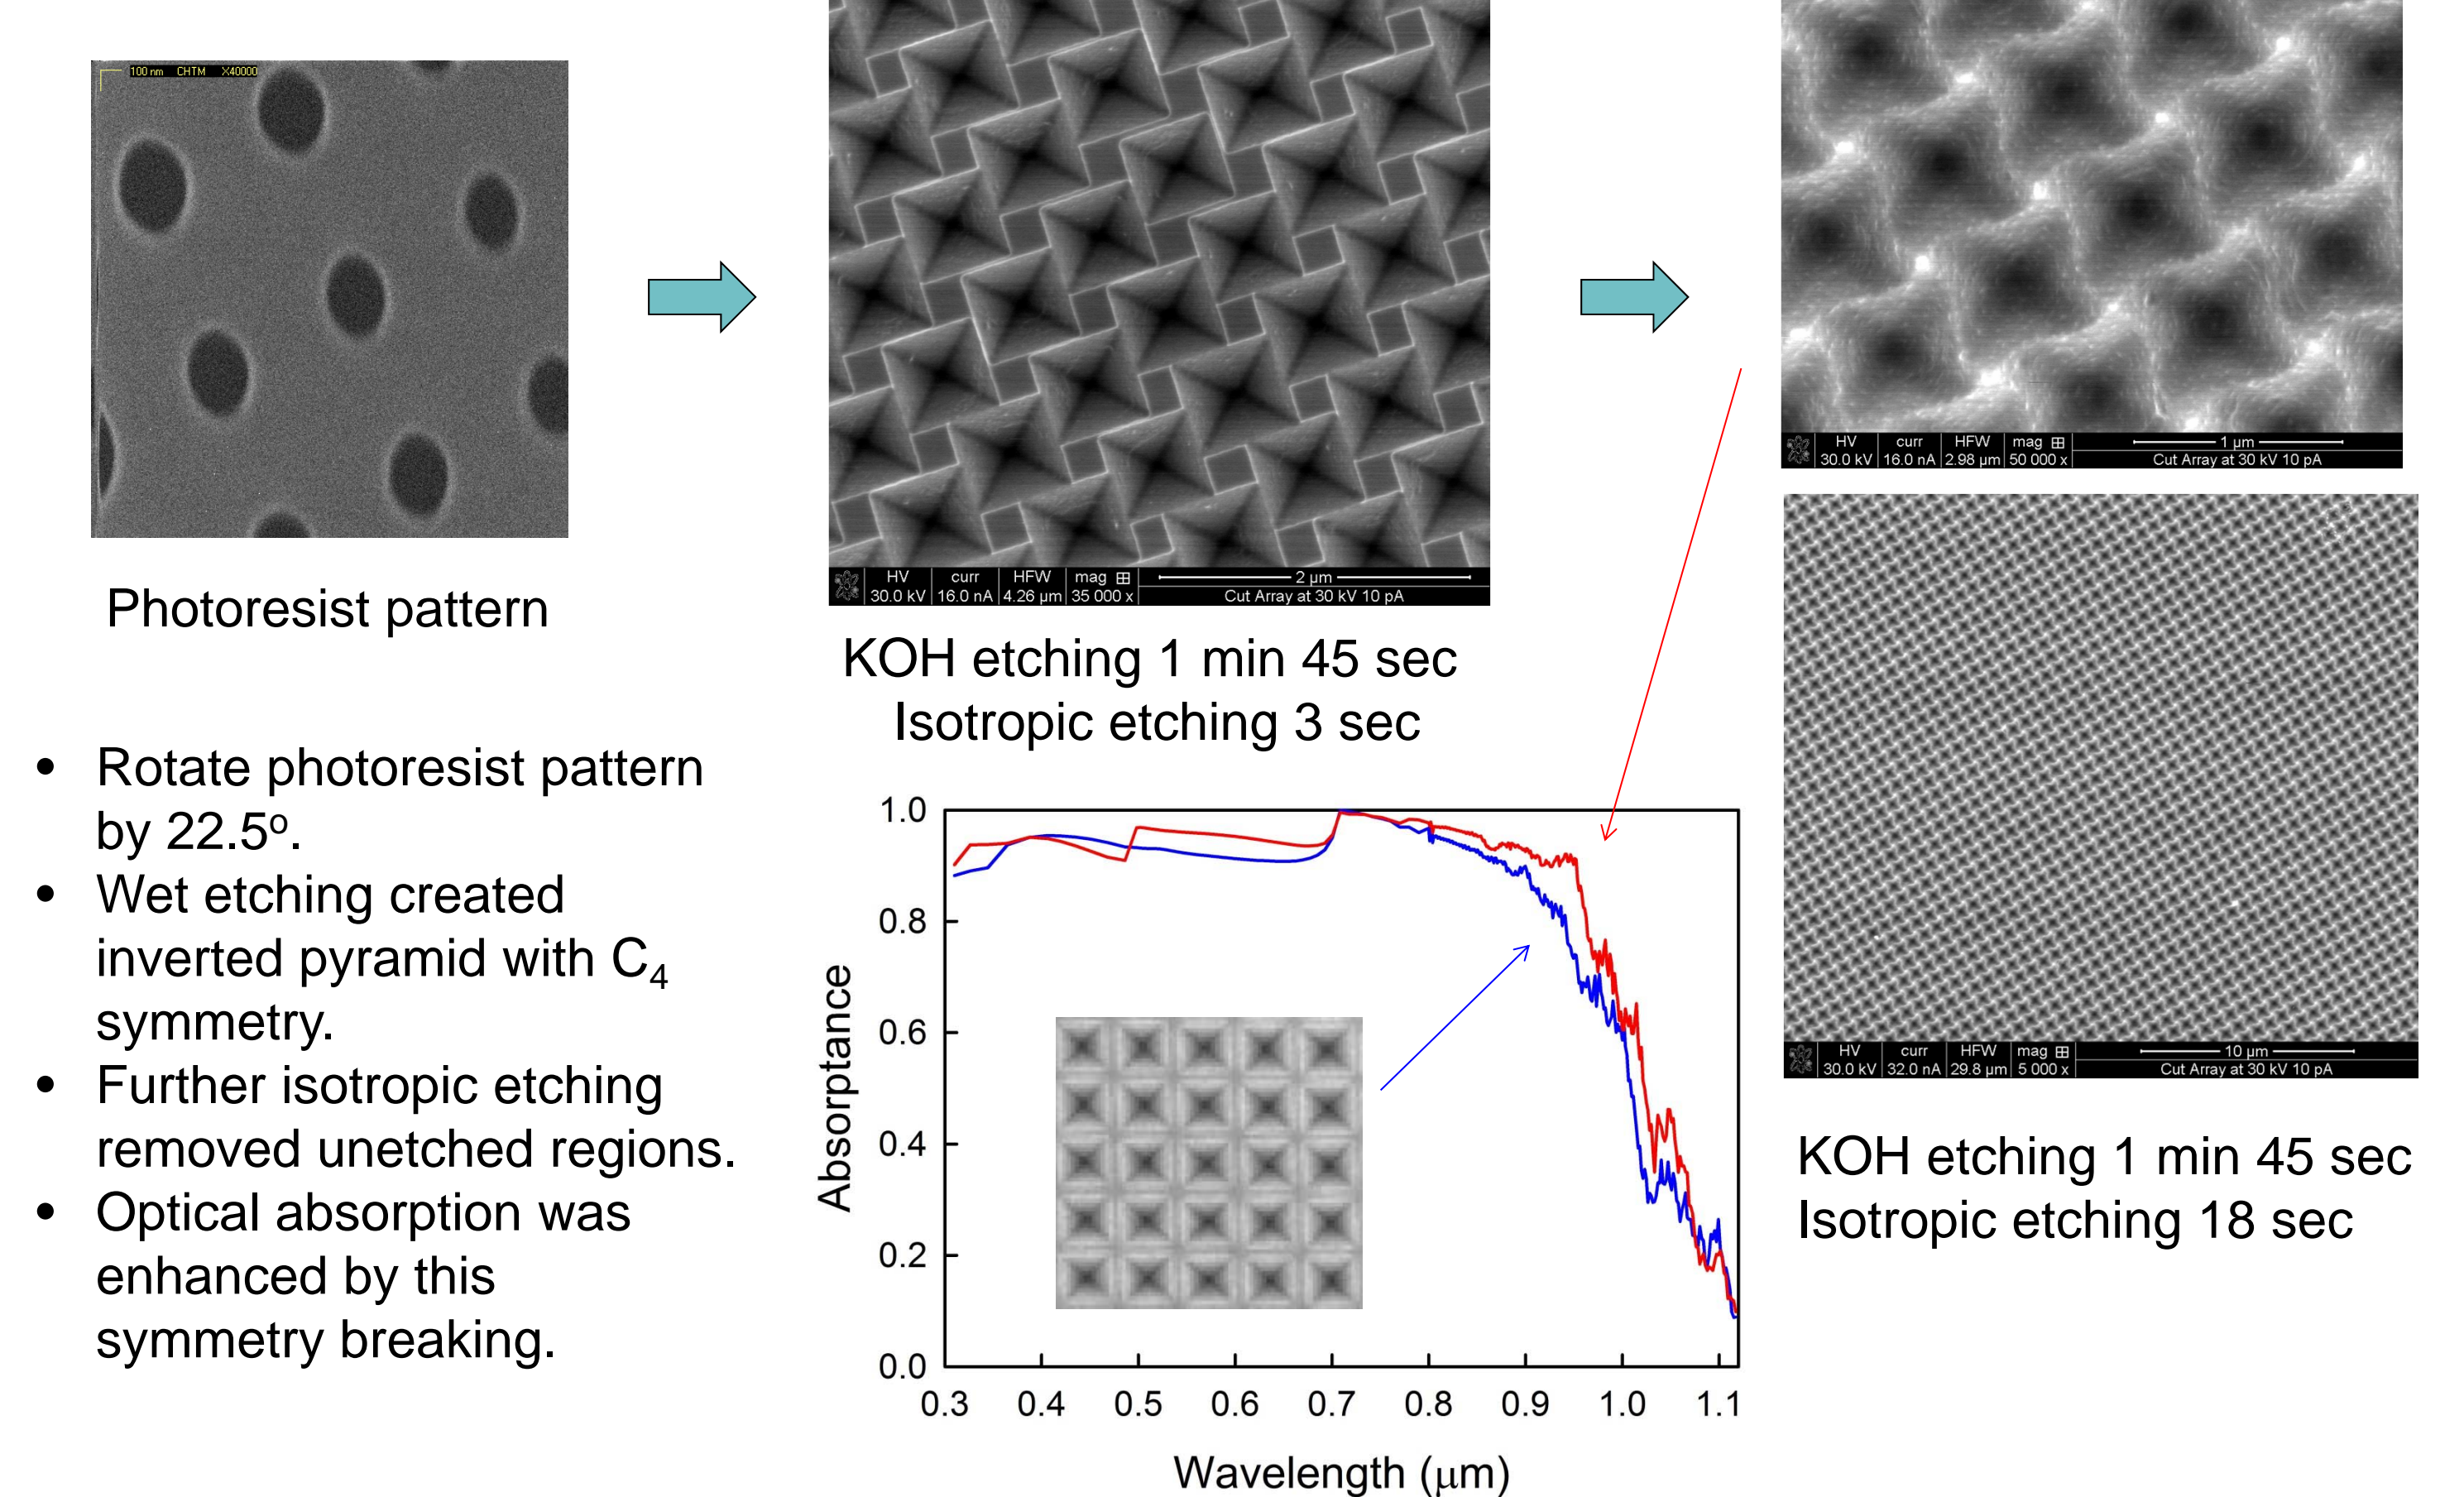 100 nm CHTM X40000
Photoresist pattern
HV curr HFW mag
30.0 kV 16.0 nA 4.26 µm 35 000 x
2 µm
Cut Array at 30 kV 10 pA
KOH etching 1 min 45 sec
Isotropic etching 3 sec
HV curr HFW mag
30.0 kV 16.0 nA 2.98 µm 50 000 x
1 µm
Cut Array at 30 kV 10 pA
HV curr HFW mag
30.0 kV 32.0 nA 29.8 µm 5 000 x
10 µm
Cut Array at 30 kV 10 pA
KOH etching 1 min 45 sec
Isotropic etching 18 sec
• Rotate photoresist pattern
by 22.5º.
• Wet etching created
inverted pyramid with C₄
symmetry.
• Further isotropic etching
removed unetched regions.
• Optical absorption was
enhanced by this
symmetry breaking.
Absorptance
1.0
0.8
0.6
0.4
0.2
0.0
0.3 0.4 0.5 0.6 0.7 0.8 0.9 1.0 1.1
Wavelength (µm)